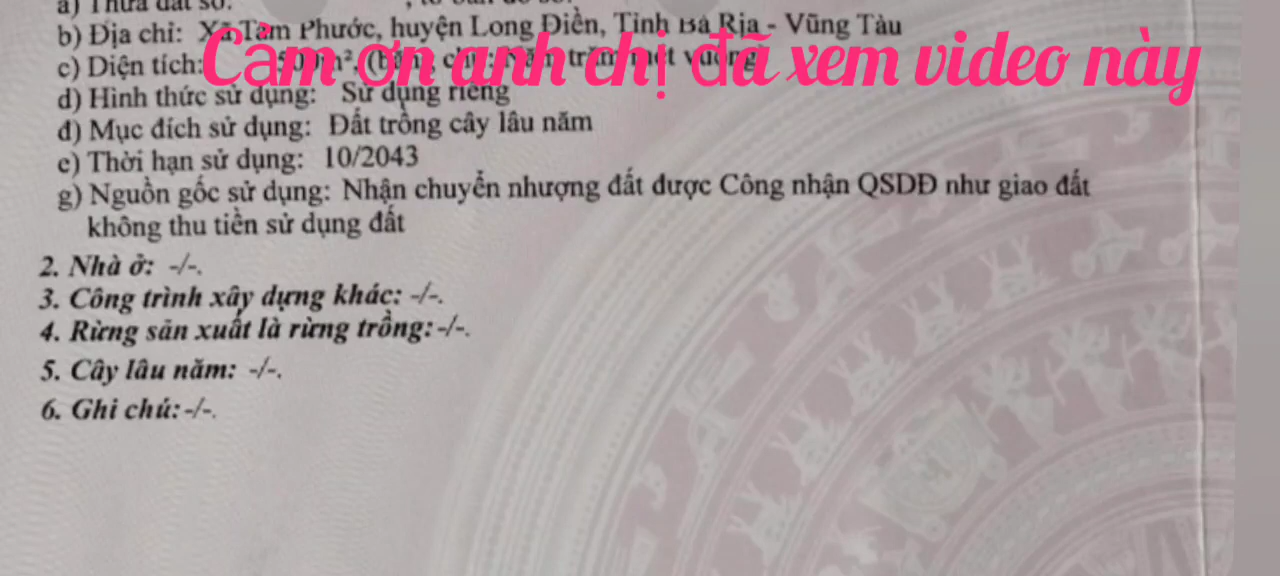 a) Thửa đất số:
b) Địa chỉ: Xã Tam Phước, huyện Long Điền, Tỉnh Bà Rịa - Vũng Tàu
Cảm ơn anh chị đã xem video này
c) Diện tích:
d) Hình thức sử dụng: Sử dụng riêng
đ) Mục đích sử dụng: Đất trồng cây lâu năm
e) Thời hạn sử dụng: 10/2043
g) Nguồn gốc sử dụng: Nhận chuyển nhượng đất được Công nhận QSDĐ như giao đất
không thu tiền sử dụng đất
2. Nhà ở: -/-.
3. Công trình xây dựng khác: -/-.
4. Rừng sản xuất là rừng trồng: -/-.
5. Cây lâu năm: -/-.
6. Ghi chú: -/-.